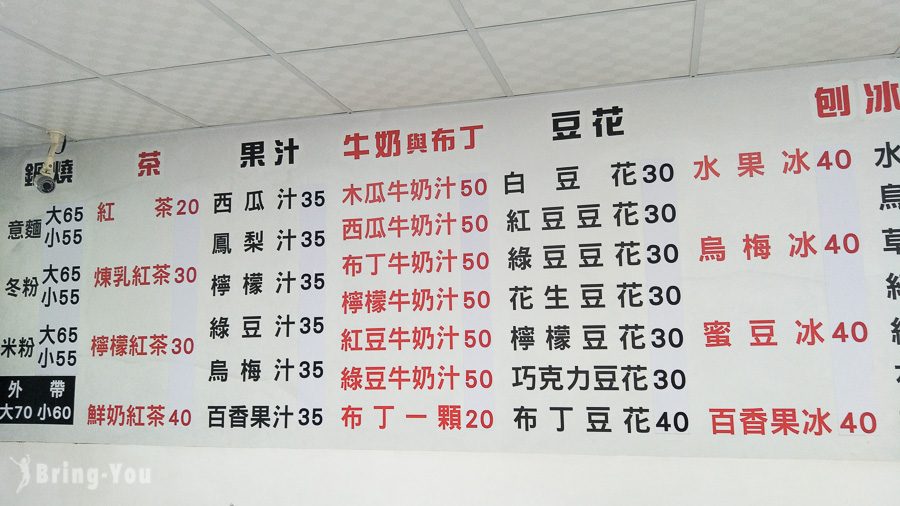 鍋燒
意麵 大65 小55
冬粉 大65 小55
米粉 大65 小55
外帶
大70 小60
茶
紅茶20
煉乳紅茶30
檸檬紅茶30
鮮奶紅茶40
果汁
西瓜汁35
鳳梨汁35
檸檬汁35
綠豆汁35
烏梅汁35
百香果汁35
牛奶與布丁
木瓜牛奶汁50
西瓜牛奶汁50
布丁牛奶汁50
檸檬牛奶汁50
紅豆牛奶汁50
綠豆牛奶汁50
布丁一顆20
豆花
白豆花30
紅豆豆花30
綠豆豆花30
花生豆花30
檸檬豆花30
巧克力豆花30
布丁豆花40
刨冰
水果冰40
烏梅冰40
蜜豆冰40
百香果冰40
水
烏
草
Bring-You